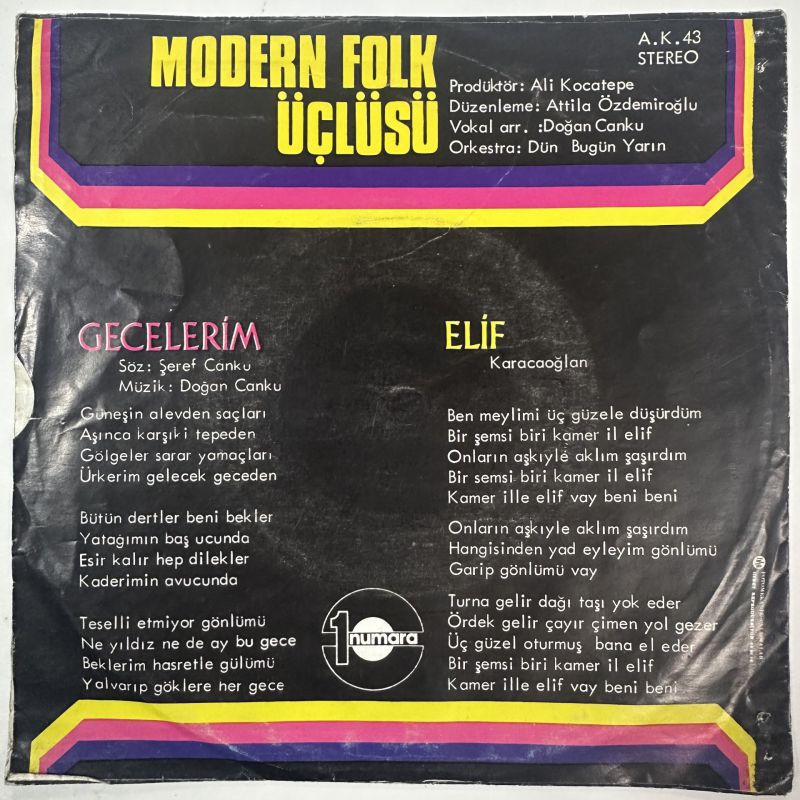 MODERN FOLK
ÜÇLÜSÜ
A.K.43
STEREO
Prodüktör: Ali Kocatepe
Düzenleme: Attila Özdemiroğlu
Vokal arr. :Doğan Canku
Orkestra: Dün Bugün Yarın
GECELERİM
Söz: Şeref Canku
Müzik: Doğan Canku
Güneşin alevden saçları
Aşınca karşıki tepeden
Gölgeler sarar yamaçları
Ürkerim gelecek geceden
Bütün dertler beni bekler
Yatağımın baş ucunda
Esir kalır hep dilekler
Kaderimin avucunda
Teselli etmiyor gönlümü
Ne yıldız ne de ay bu gece
Beklerim hasretle gülümü
Yalvarıp göklere her gece
1 numara
ELİF
Karacaoğlan
Ben meylimi üç güzele düşürdüm
Bir şemsi biri kamer il elif
Onların aşkıyle aklım şaşırdım
Bir semsi biri kamer il elif
Kamer ille elif vay beni beni
Onların aşkıyle aklım şaşırdım
Hangisinden yad eyleyim gönlümü
Garip gönlümü vay
Turna gelir dağı taşı yok eder
Ördek gelir çayır çimen yol gezer
Üç güzel oturmuş bana el eder
Bir şemsi biri kamer il elif
Kamer ille elif vay beni beni